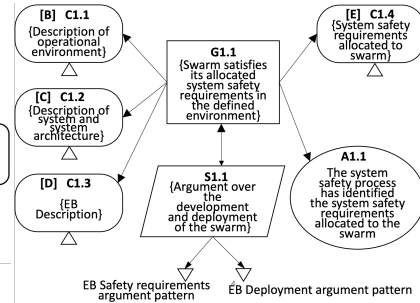 [B] C1.1
{Description of
operational
environment}
[C] C1.2
{Description of
system and
system
architecture}
[D] C1.3
{EB
Description}
G1.1
{Swarm satisfies
its allocated
system safety
requirements in
the defined
environment}
S1.1
{Argument over
the
development
and deployment
of the swarm}
[E] C1.4
{System safety
requirements
allocated to
swarm}
A1.1
The system
safety process
has identified
the system safety
requirements
allocated to the
swarm
EB Safety requirements
argument pattern
EB Deployment argument pattern